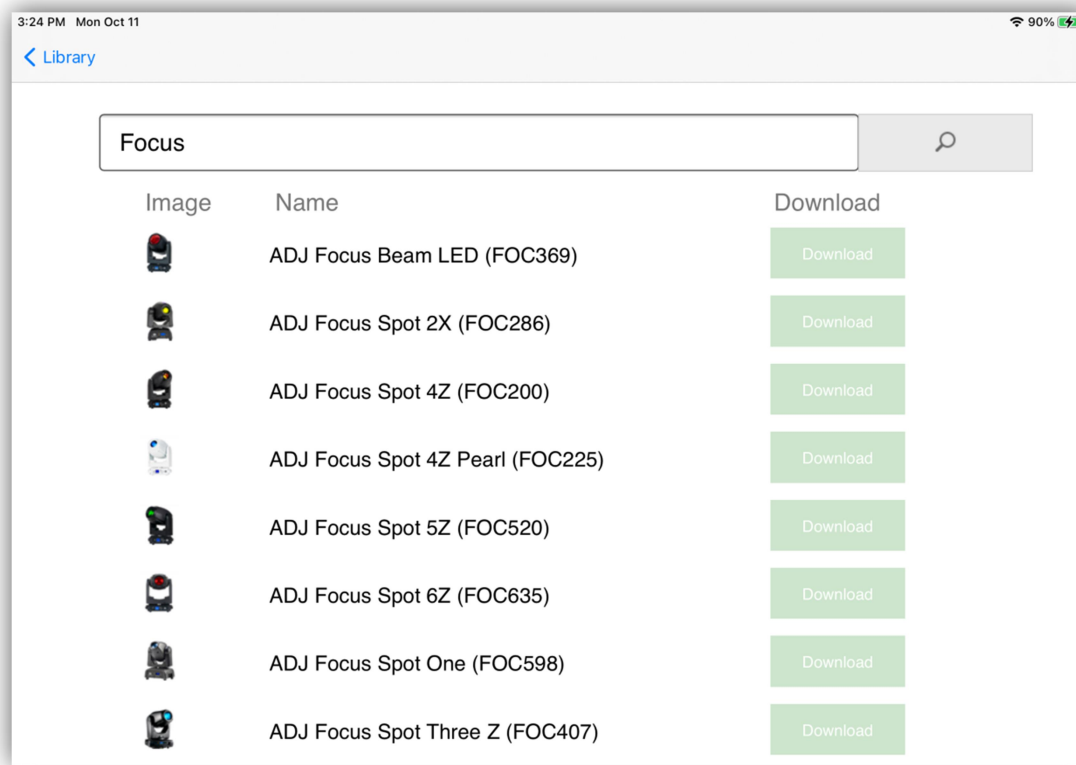 3:24 PM Mon Oct 11 90%
Library
Focus
Image Name Download
ADJ Focus Beam LED (FOC369) Download
ADJ Focus Spot 2X (FOC286) Download
ADJ Focus Spot 4Z (FOC200) Download
ADJ Focus Spot 4Z Pearl (FOC225) Download
ADJ Focus Spot 5Z (FOC520) Download
ADJ Focus Spot 6Z (FOC635) Download
ADJ Focus Spot One (FOC598) Download
ADJ Focus Spot Three Z (FOC407) Download